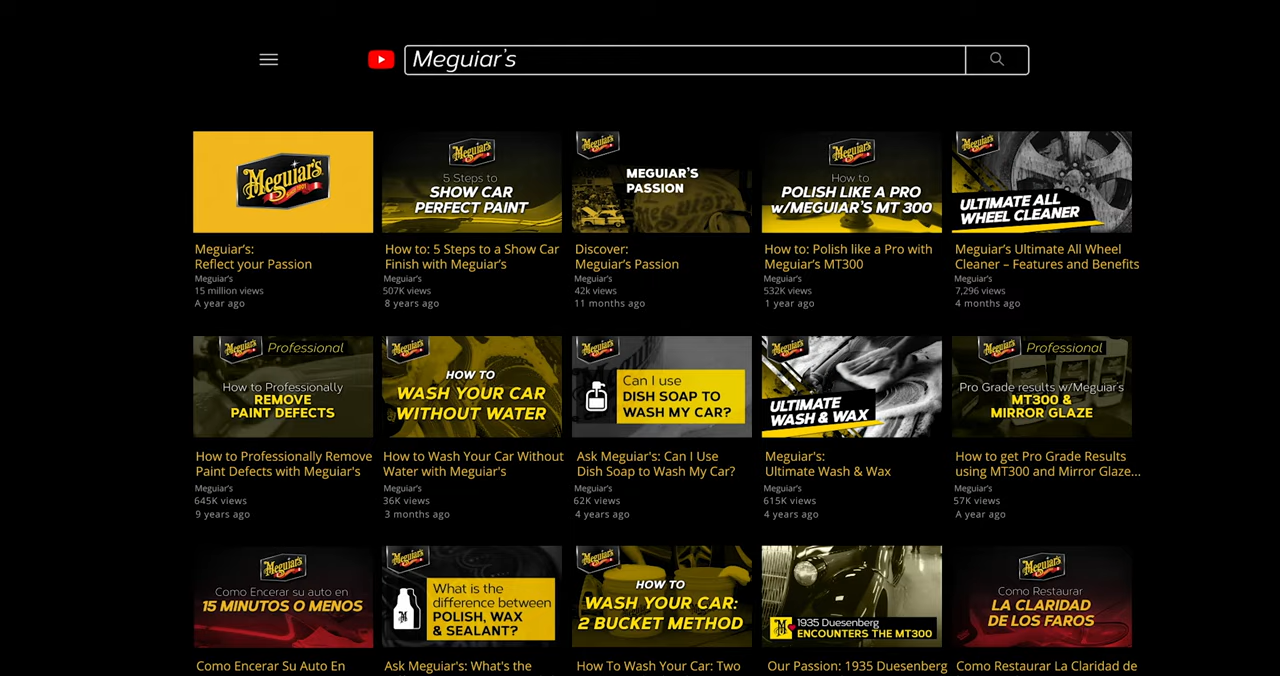 Meguiar's
Meguiar's
Meguiar's
5 Steps to
SHOW CAR
PERFECT PAINT
Meguiar's
MEGUIAR'S
PASSION
Meguiar's
How to
POLISH LIKE A PRO
w/MEGUIAR'S MT 300
Meguiar's
ULTIMATE ALL
WHEEL CLEANER
Meguiar's:
Reflect your Passion
Meguiar's
15 million views
A year ago
How to: 5 Steps to a Show Car
Finish with Meguiar's
Meguiar's
507K views
8 years ago
Discover:
Meguiar's Passion
Meguiar's
42k views
11 months ago
How to: Polish like a Pro with
Meguiar's MT300
Meguiar's
532K views
1 year ago
Meguiar's Ultimate All Wheel
Cleaner – Features and Benefits
Meguiar's
7,296 views
4 months ago
Meguiar's Professional
How to Professionally
REMOVE
PAINT DEFECTS
Meguiar's
HOW TO
WASH YOUR CAR
WITHOUT WATER
Meguiar's
Can I use
DISH SOAP TO
WASH MY CAR?
Meguiar's
ULTIMATE
WASH & WAX
Meguiar's Professional
Pro Grade results w/Meguiar's
MT300 &
MIRROR GLAZE
How to Professionally Remove
Paint Defects with Meguiar's
Meguiar's
645K views
9 years ago
How to Wash Your Car Without
Water with Meguiar's
Meguiar's
36K views
3 months ago
Ask Meguiar's: Can I Use
Dish Soap to Wash My Car?
Meguiar's
62K views
4 years ago
Meguiar's:
Ultimate Wash & Wax
Meguiar's
615K views
4 years ago
How to get Pro Grade Results
using MT300 and Mirror Glaze...
Meguiar's
57K views
A year ago
Meguiar's
Como Encerar su auto en
15 MINUTOS O MENOS
Meguiar's
What is the
difference between
POLISH, WAX
& SEALANT?
Meguiar's
HOW TO
WASH YOUR CAR:
2 BUCKET METHOD
1935 Duesenberg
ENCOUNTERS THE MT300
Meguiar's
Como Restaurar
LA CLARIDAD
DE LOS FAROS
Como Encerar Su Auto En
Ask Meguiar's: What's the
How To Wash Your Car: Two
Our Passion: 1935 Duesenberg
Como Restaurar La Claridad de